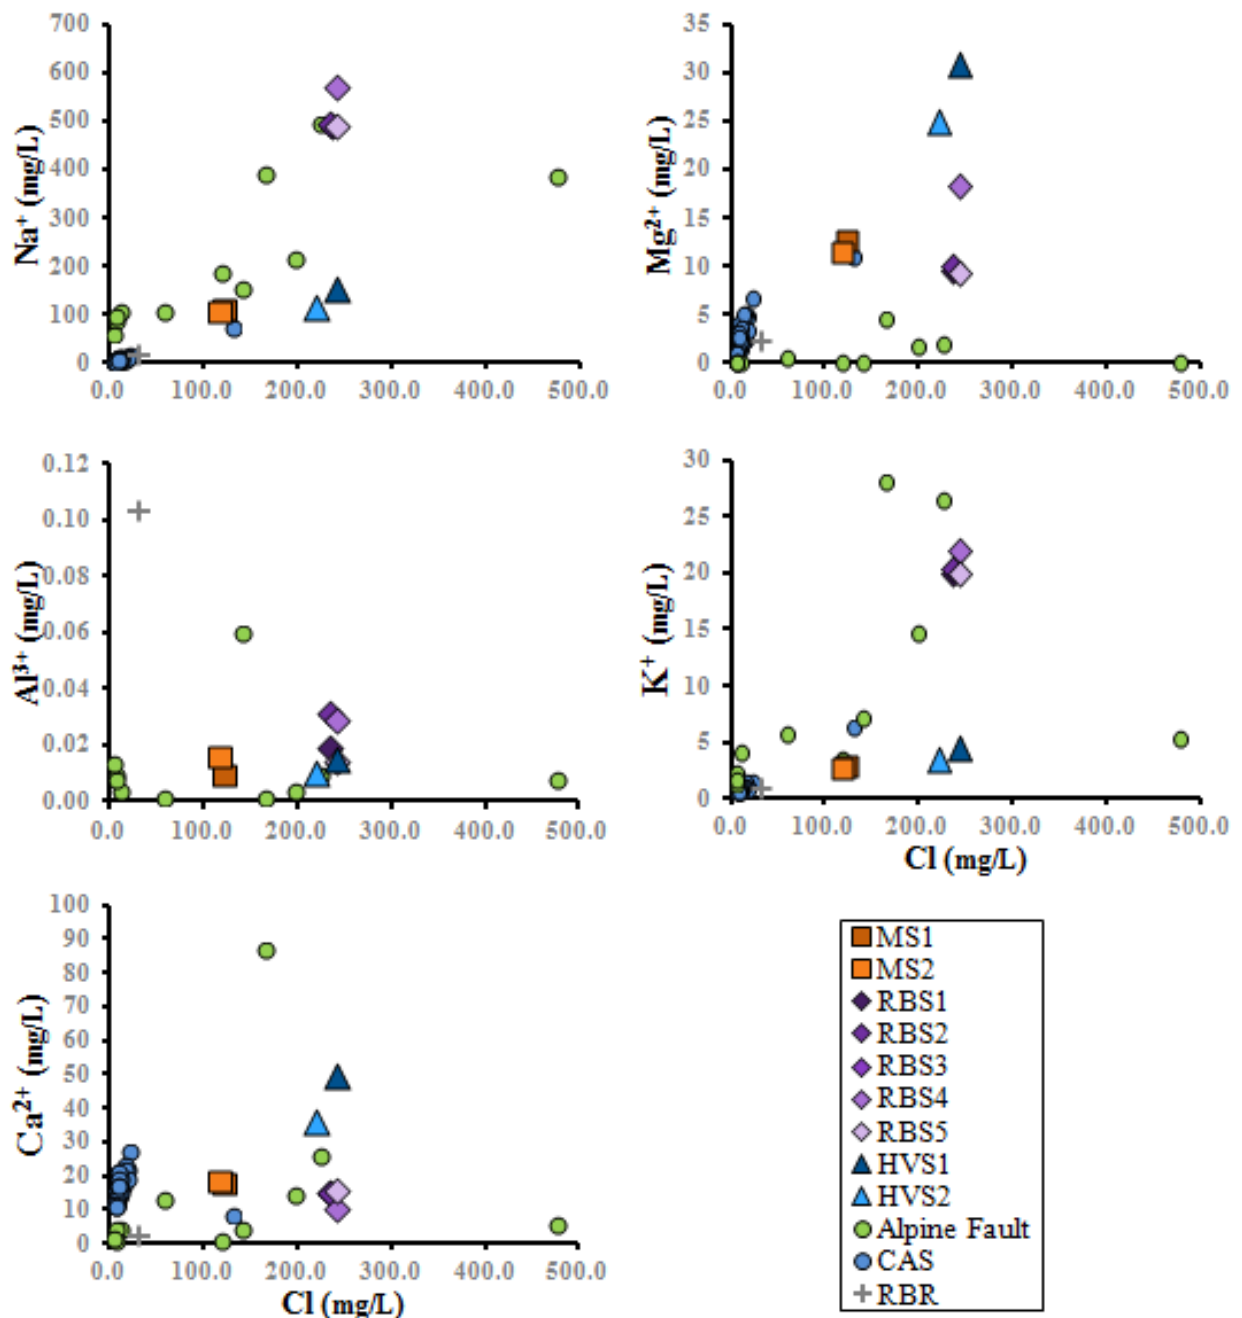 700
600
500
400
300
200
100
0
Na⁺ (mg/L)
0.0 100.0 200.0 300.0 400.0 500.0
35
30
25
20
15
10
5
0
Mg²⁺ (mg/L)
0.0 100.0 200.0 300.0 400.0 500.0
0.12
0.10
0.08
0.06
0.04
0.02
0.00
Al³⁺ (mg/L)
0.0 100.0 200.0 300.0 400.0 500.0
30
25
20
15
10
5
0
K⁺ (mg/L)
0.0 100.0 200.0 300.0 400.0 500.0
Cl (mg/L)
100
90
80
70
60
50
40
30
20
10
0
Ca²⁺ (mg/L)
0.0 100.0 200.0 300.0 400.0 500.0
Cl (mg/L)
MS1
MS2
RBS1
RBS2
RBS3
RBS4
RBS5
HVS1
HVS2
Alpine Fault
CAS
RBR